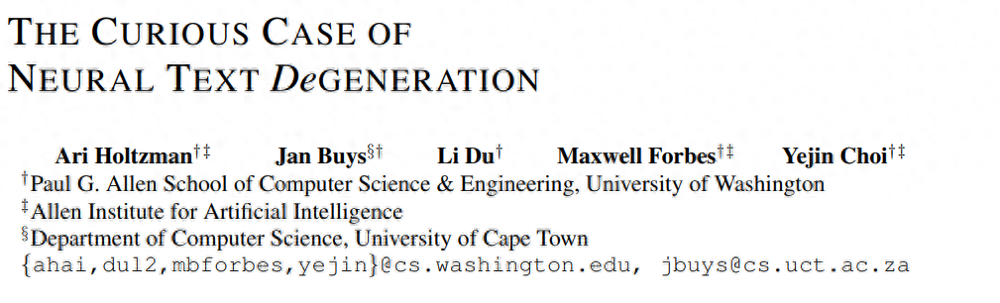 THE CURIOUS CASE OF
NEURAL TEXT DeGENERATION
Ari Holtzman†‡ Jan Buys§† Li Du† Maxwell Forbes†‡ Yejin Choi†‡
†Paul G. Allen School of Computer Science & Engineering, University of Washington
‡Allen Institute for Artificial Intelligence
§Department of Computer Science, University of Cape Town
{ahai,dul2,mbforbes,yejin}@cs.washington.edu, jbuys@cs.uct.ac.za